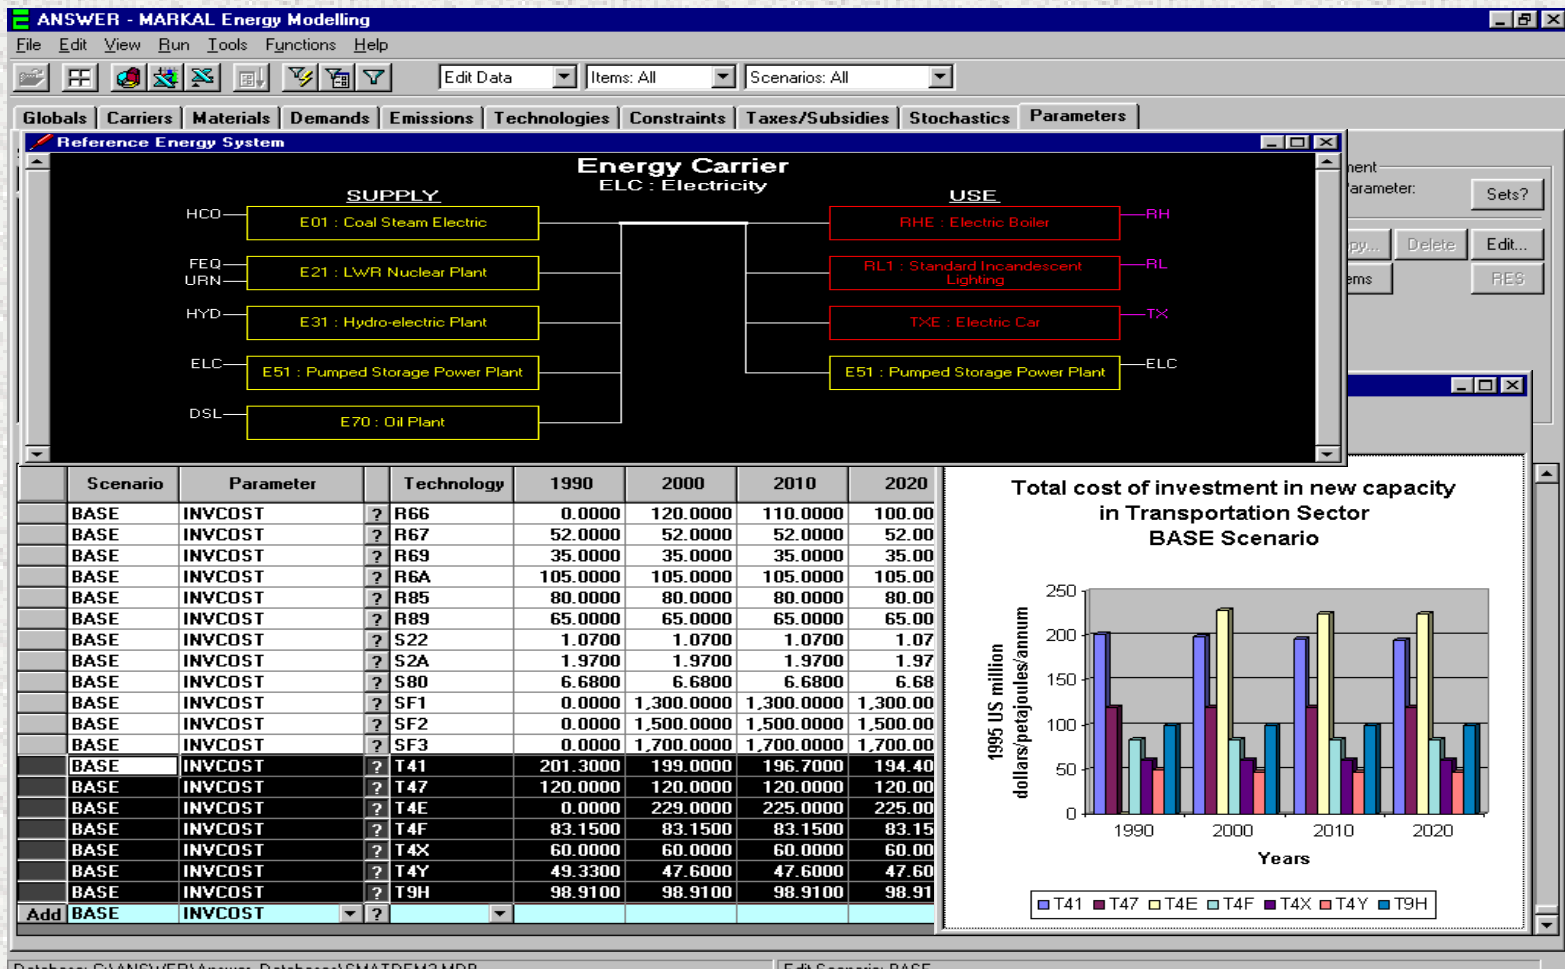 ANSWER - MARKAL Energy Modelling
File Edit View Run Tools Functions Help
Edit Data Items: All Scenarios: All
Globals Carriers Materials Demands Emissions Technologies Constraints Taxes/Subsidies Stochastics Parameters
Reference Energy System
Energy Carrier
ELC : Electricity
SUPPLY USE
HCO E01 : Coal Steam Electric RHE : Electric Boiler RH
FEQ
URN E21 : LWR Nuclear Plant RL1 : Standard Incandescent
Lighting RL
HYD E31 : Hydro-electric Plant TXE : Electric Car TX
ELC E51 : Pumped Storage Power Plant E51 : Pumped Storage Power Plant ELC
DSL E70 : Oil Plant
Parameter:
Sets?
Delete Edit...
RES
Scenario Parameter Technology 1990 2000 2010 2020
BASE INVCOST ? R66 0.0000 120.0000 110.0000 100.00
BASE INVCOST ? R67 52.0000 52.0000 52.0000 52.00
BASE INVCOST ? R69 35.0000 35.0000 35.0000 35.00
BASE INVCOST ? R6A 105.0000 105.0000 105.0000 105.00
BASE INVCOST ? R85 80.0000 80.0000 80.0000 80.00
BASE INVCOST ? R89 65.0000 65.0000 65.0000 65.00
BASE INVCOST ? S22 1.0700 1.0700 1.0700 1.07
BASE INVCOST ? S2A 1.9700 1.9700 1.9700 1.97
BASE INVCOST ? S80 6.6800 6.6800 6.6800 6.68
BASE INVCOST ? SF1 0.0000 1,300.0000 1,300.0000 1,300.00
BASE INVCOST ? SF2 0.0000 1,500.0000 1,500.0000 1,500.00
BASE INVCOST ? SF3 0.0000 1,700.0000 1,700.0000 1,700.00
BASE INVCOST ? T41 201.3000 199.0000 196.7000 194.40
BASE INVCOST ? T47 120.0000 120.0000 120.0000 120.00
BASE INVCOST ? T4E 0.0000 229.0000 225.0000 225.00
BASE INVCOST ? T4F 83.1500 83.1500 83.1500 83.15
BASE INVCOST ? T4X 60.0000 60.0000 60.0000 60.00
BASE INVCOST ? T4Y 49.3300 47.6000 47.6000 47.60
BASE INVCOST ? T9H 98.9100 98.9100 98.9100 98.91
Add BASE INVCOST ?
Total cost of investment in new capacity
in Transportation Sector
BASE Scenario
1995 US million
dollars/petajoules/annum
250
200
150
100
50
0
1990 2000 2010 2020
Years
T41 T47 T4E T4F T4X T4Y T9H